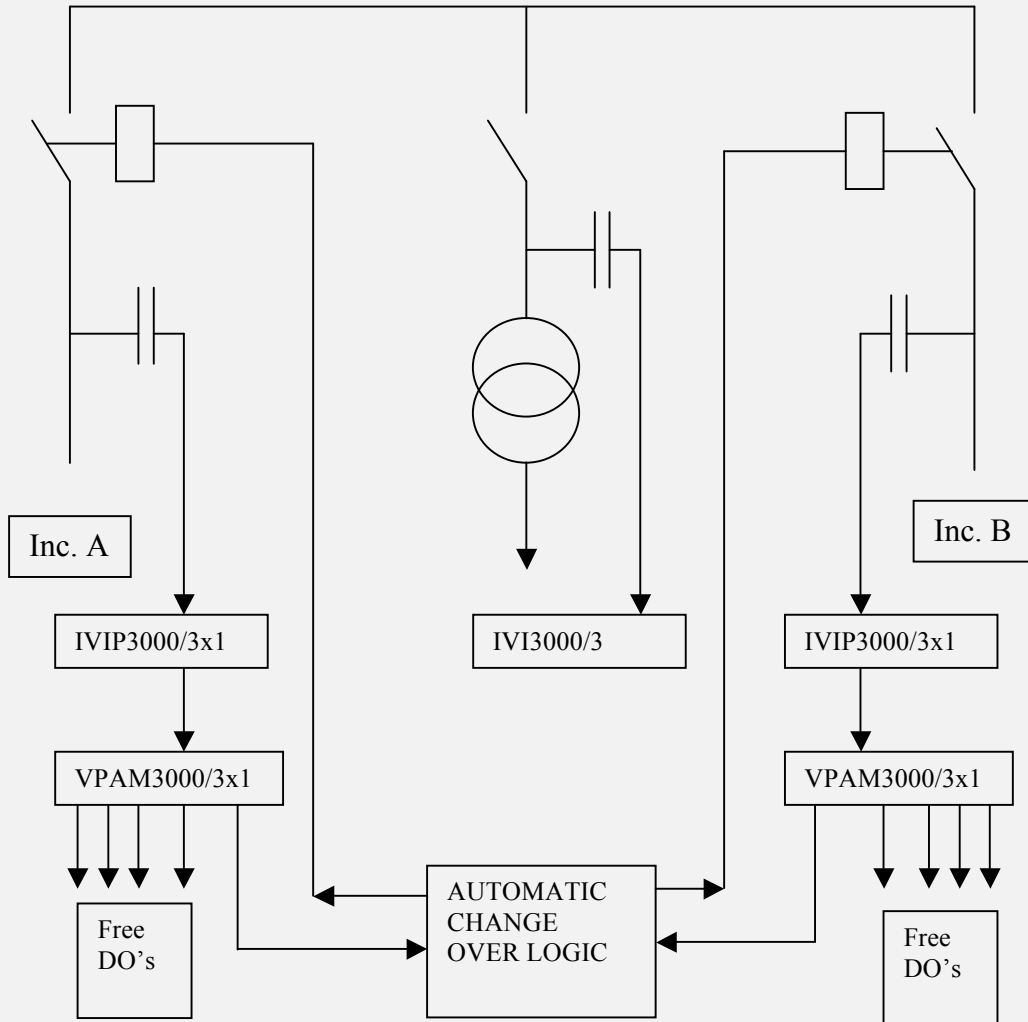 Inc. A
Inc. B
IVIP3000/3x1
IVI3000/3
IVIP3000/3x1
VPAM3000/3x1
VPAM3000/3x1
AUTOMATIC
CHANGE
OVER LOGIC
Free
DO’s
Free
DO’s